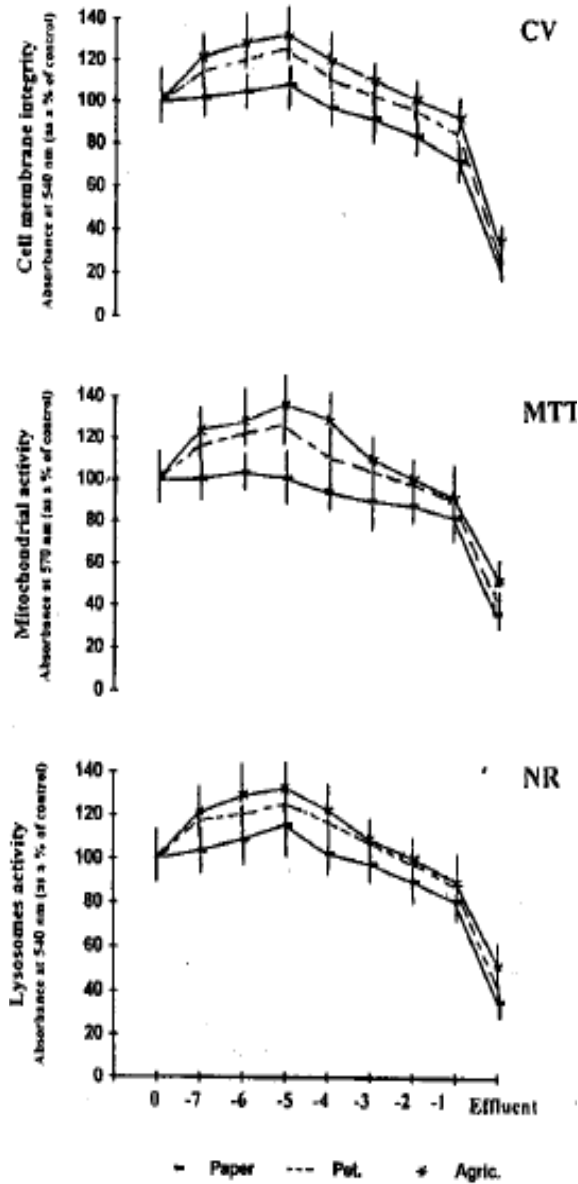 CV
Cell membrane integrity
Absorbance at 540 nm (as a % of control)
140
120
100
80
60
40
20
0
MTT
Mitochondrial activity
Absorbance at 570 nm (as a % of control)
140
120
100
80
60
40
20
0
NR
Lysosomes activity
Absorbance at 540 nm (as a % of control)
140
120
100
80
60
40
20
0
0 -7 -6 -5 -4 -3 -2 -1 Effluent
Paper Pet. Agric.